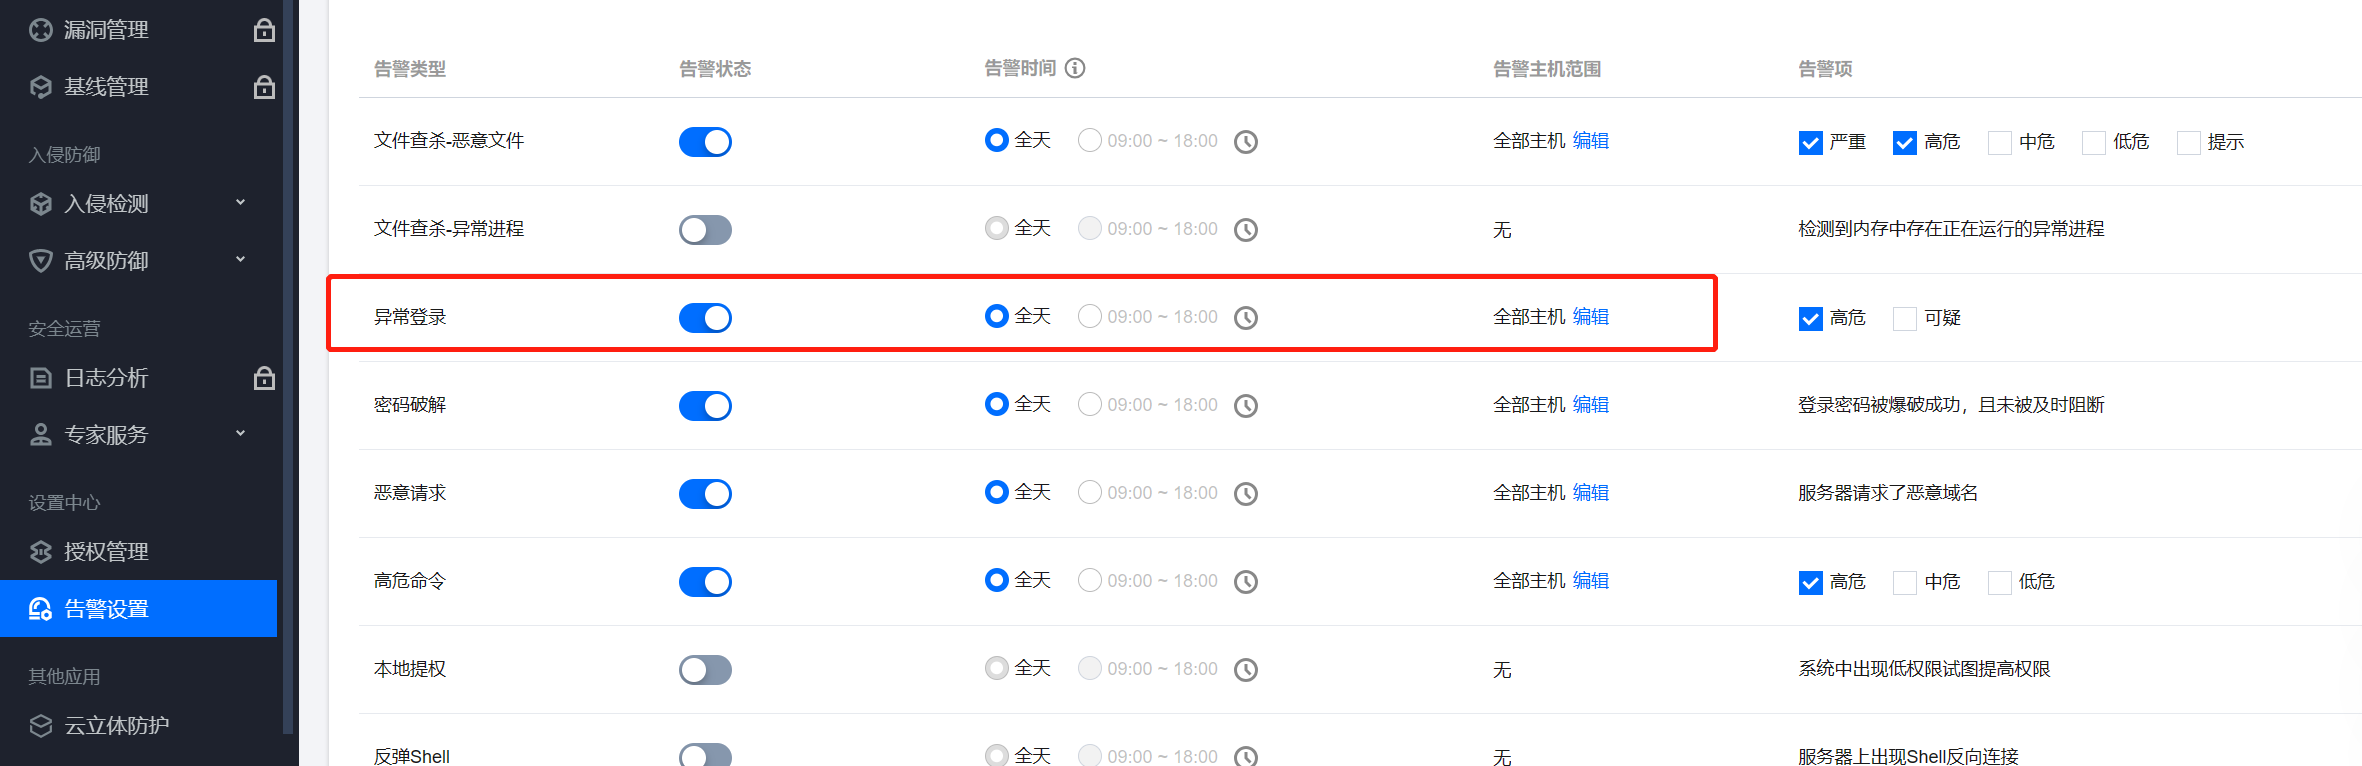 漏洞管理
基线管理
入侵防御
入侵检测
高级防御
安全运营
日志分析
专家服务
设置中心
授权管理
告警设置
其他应用
云立体防护
告警类型 告警状态 告警时间 告警主机范围 告警项
文件查杀-恶意文件 全天 09:00 ~ 18:00 全部主机 编辑 严重 高危 中危 低危 提示
文件查杀-异常进程 全天 09:00 ~ 18:00 无 检测到内存中存在正在运行的异常进程
异常登录 全天 09:00 ~ 18:00 全部主机 编辑 高危 可疑
密码破解 全天 09:00 ~ 18:00 全部主机 编辑 登录密码被爆破成功，且未被及时阻断
恶意请求 全天 09:00 ~ 18:00 全部主机 编辑 服务器请求了恶意域名
高危命令 全天 09:00 ~ 18:00 全部主机 编辑 高危 中危 低危
本地提权 全天 09:00 ~ 18:00 无 系统中出现低权限试图提高权限
反弹Shell 全天 09:00 ~ 18:00 无 服务器上出现Shell反向连接